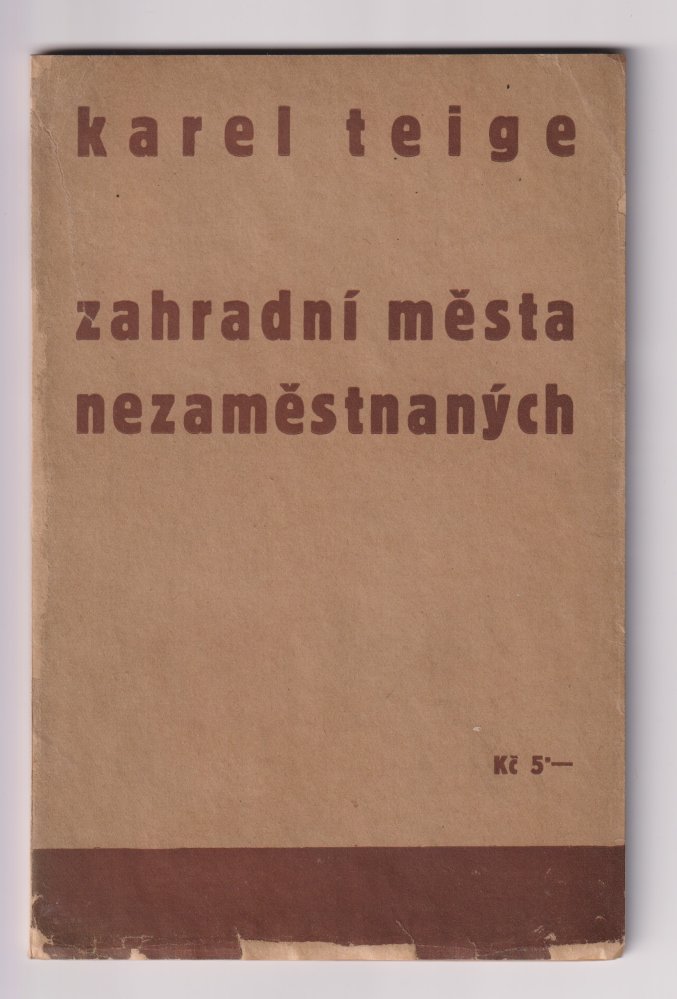 karel teige
zahradní města
nezaměstnaných
Kč 5·—